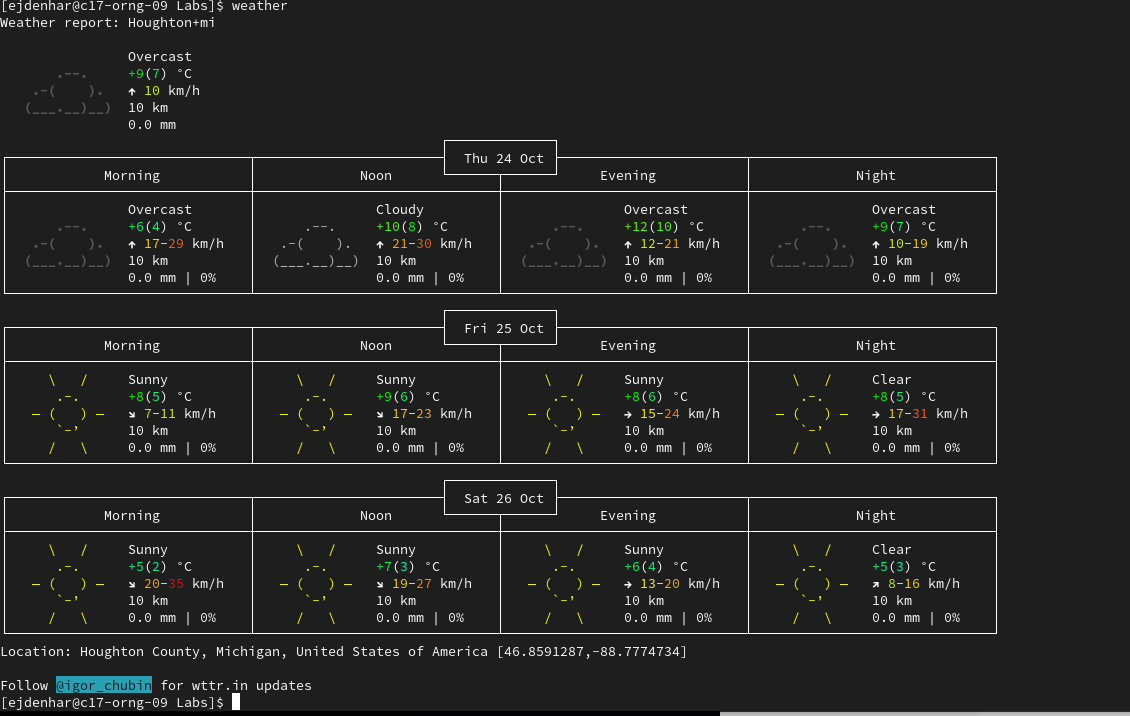 [ejdenhar@c17-orng-09 Labs]$ weather
Weather report: Houghton+mi
Overcast
+9(7) °C
↑ 10 km/h
10 km
0.0 mm
Thu 24 Oct
Morning Noon Evening Night
Overcast Cloudy Overcast Overcast
+6(4) °C +10(8) °C +12(10) °C +9(7) °C
↑ 17-29 km/h ↑ 21-30 km/h ↑ 12-21 km/h ↑ 10-19 km/h
10 km 10 km 10 km 10 km
0.0 mm | 0% 0.0 mm | 0% 0.0 mm | 0% 0.0 mm | 0%
Fri 25 Oct
Morning Noon Evening Night
Sunny Sunny Sunny Clear
+8(5) °C +9(6) °C +8(6) °C +8(5) °C
↘ 7-11 km/h ↘ 17-23 km/h → 15-24 km/h → 17-31 km/h
10 km 10 km 10 km 10 km
0.0 mm | 0% 0.0 mm | 0% 0.0 mm | 0% 0.0 mm | 0%
Sat 26 Oct
Morning Noon Evening Night
Sunny Sunny Sunny Clear
+5(2) °C +7(3) °C +6(4) °C +5(3) °C
↘ 20-35 km/h ↘ 19-27 km/h → 13-20 km/h ↗ 8-16 km/h
10 km 10 km 10 km 10 km
0.0 mm | 0% 0.0 mm | 0% 0.0 mm | 0% 0.0 mm | 0%
Location: Houghton County, Michigan, United States of America [46.8591287,-88.7774734]
Follow @igor_chubin for wttr.in updates
[ejdenhar@c17-orng-09 Labs]$